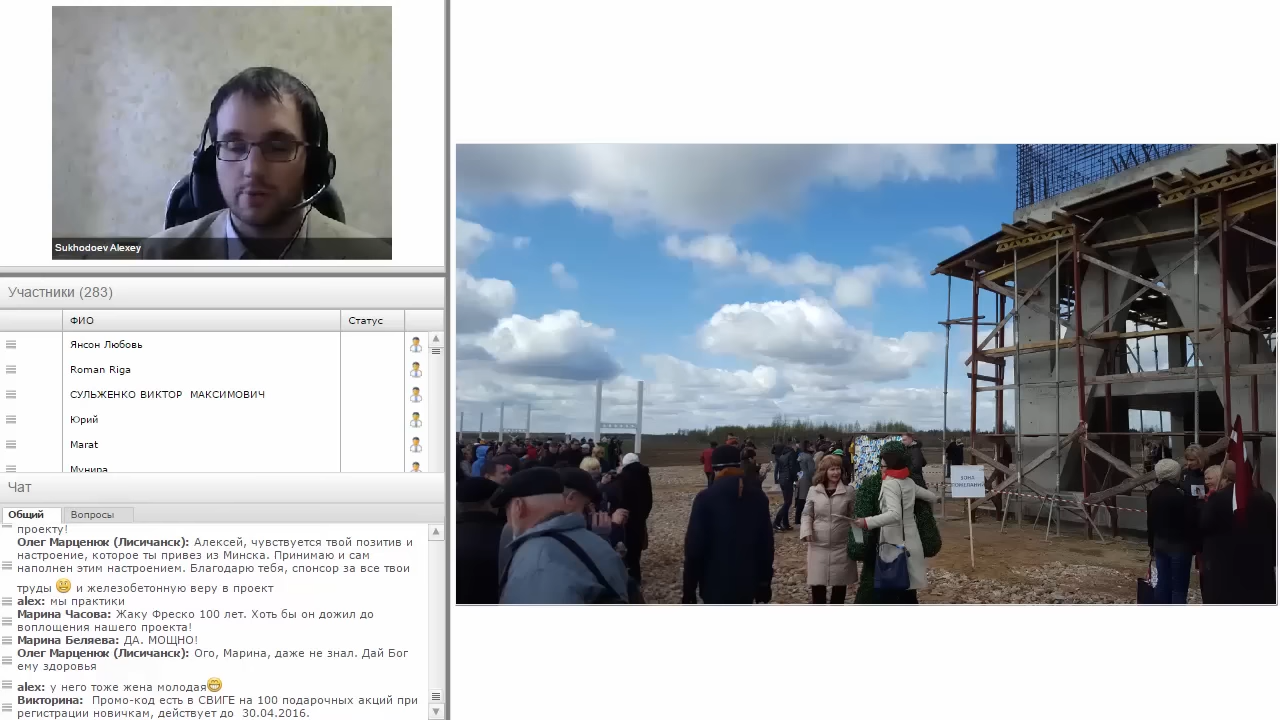 Sukhodoev Alexey
Участники (283)
ФИО
Статус
Янсон Любовь
Roman Riga
СУЛЬЖЕНКО ВИКТОР МАКСИМОВИЧ
Юрий
Marat
Мунира
Чат
Общий
Вопросы
проекту!
Олег Марценюк (Лисичанск): Алексей, чувствуется твой позитив и
настроение, которое ты привез из Минска. Принимаю и сам
наполнен этим настроением. Благодарю тебя, спонсор за все твои
труды и железобетонную веру в проект
alex: мы практики
Марина Часова: Жаку Фреско 100 лет. Хоть бы он дожил до
воплощения нашего проекта!
Марина Беляева: ДА. МОЩНО!
Олег Марценюк (Лисичанск): Ого, Марина, даже не знал. Дай Бог
ему здоровья
alex: у него тоже жена молодая
Викторина: Промо-код есть в СВИГЕ на 100 подарочных акций при
регистрации новичкам, действует до 30.04.2016.
ЗОНА
ПОЖЕЛАНИЙ